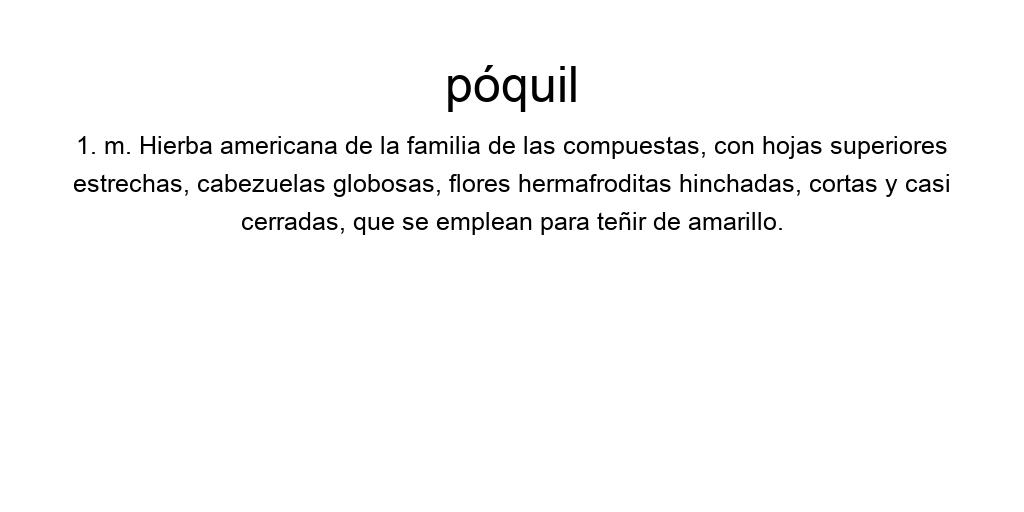 póquil
1. m. Hierba americana de la familia de las compuestas, con hojas superiores
estrechas, cabezuelas globosas, flores hermafroditas hinchadas, cortas y casi
cerradas, que se emplean para teñir de amarillo.